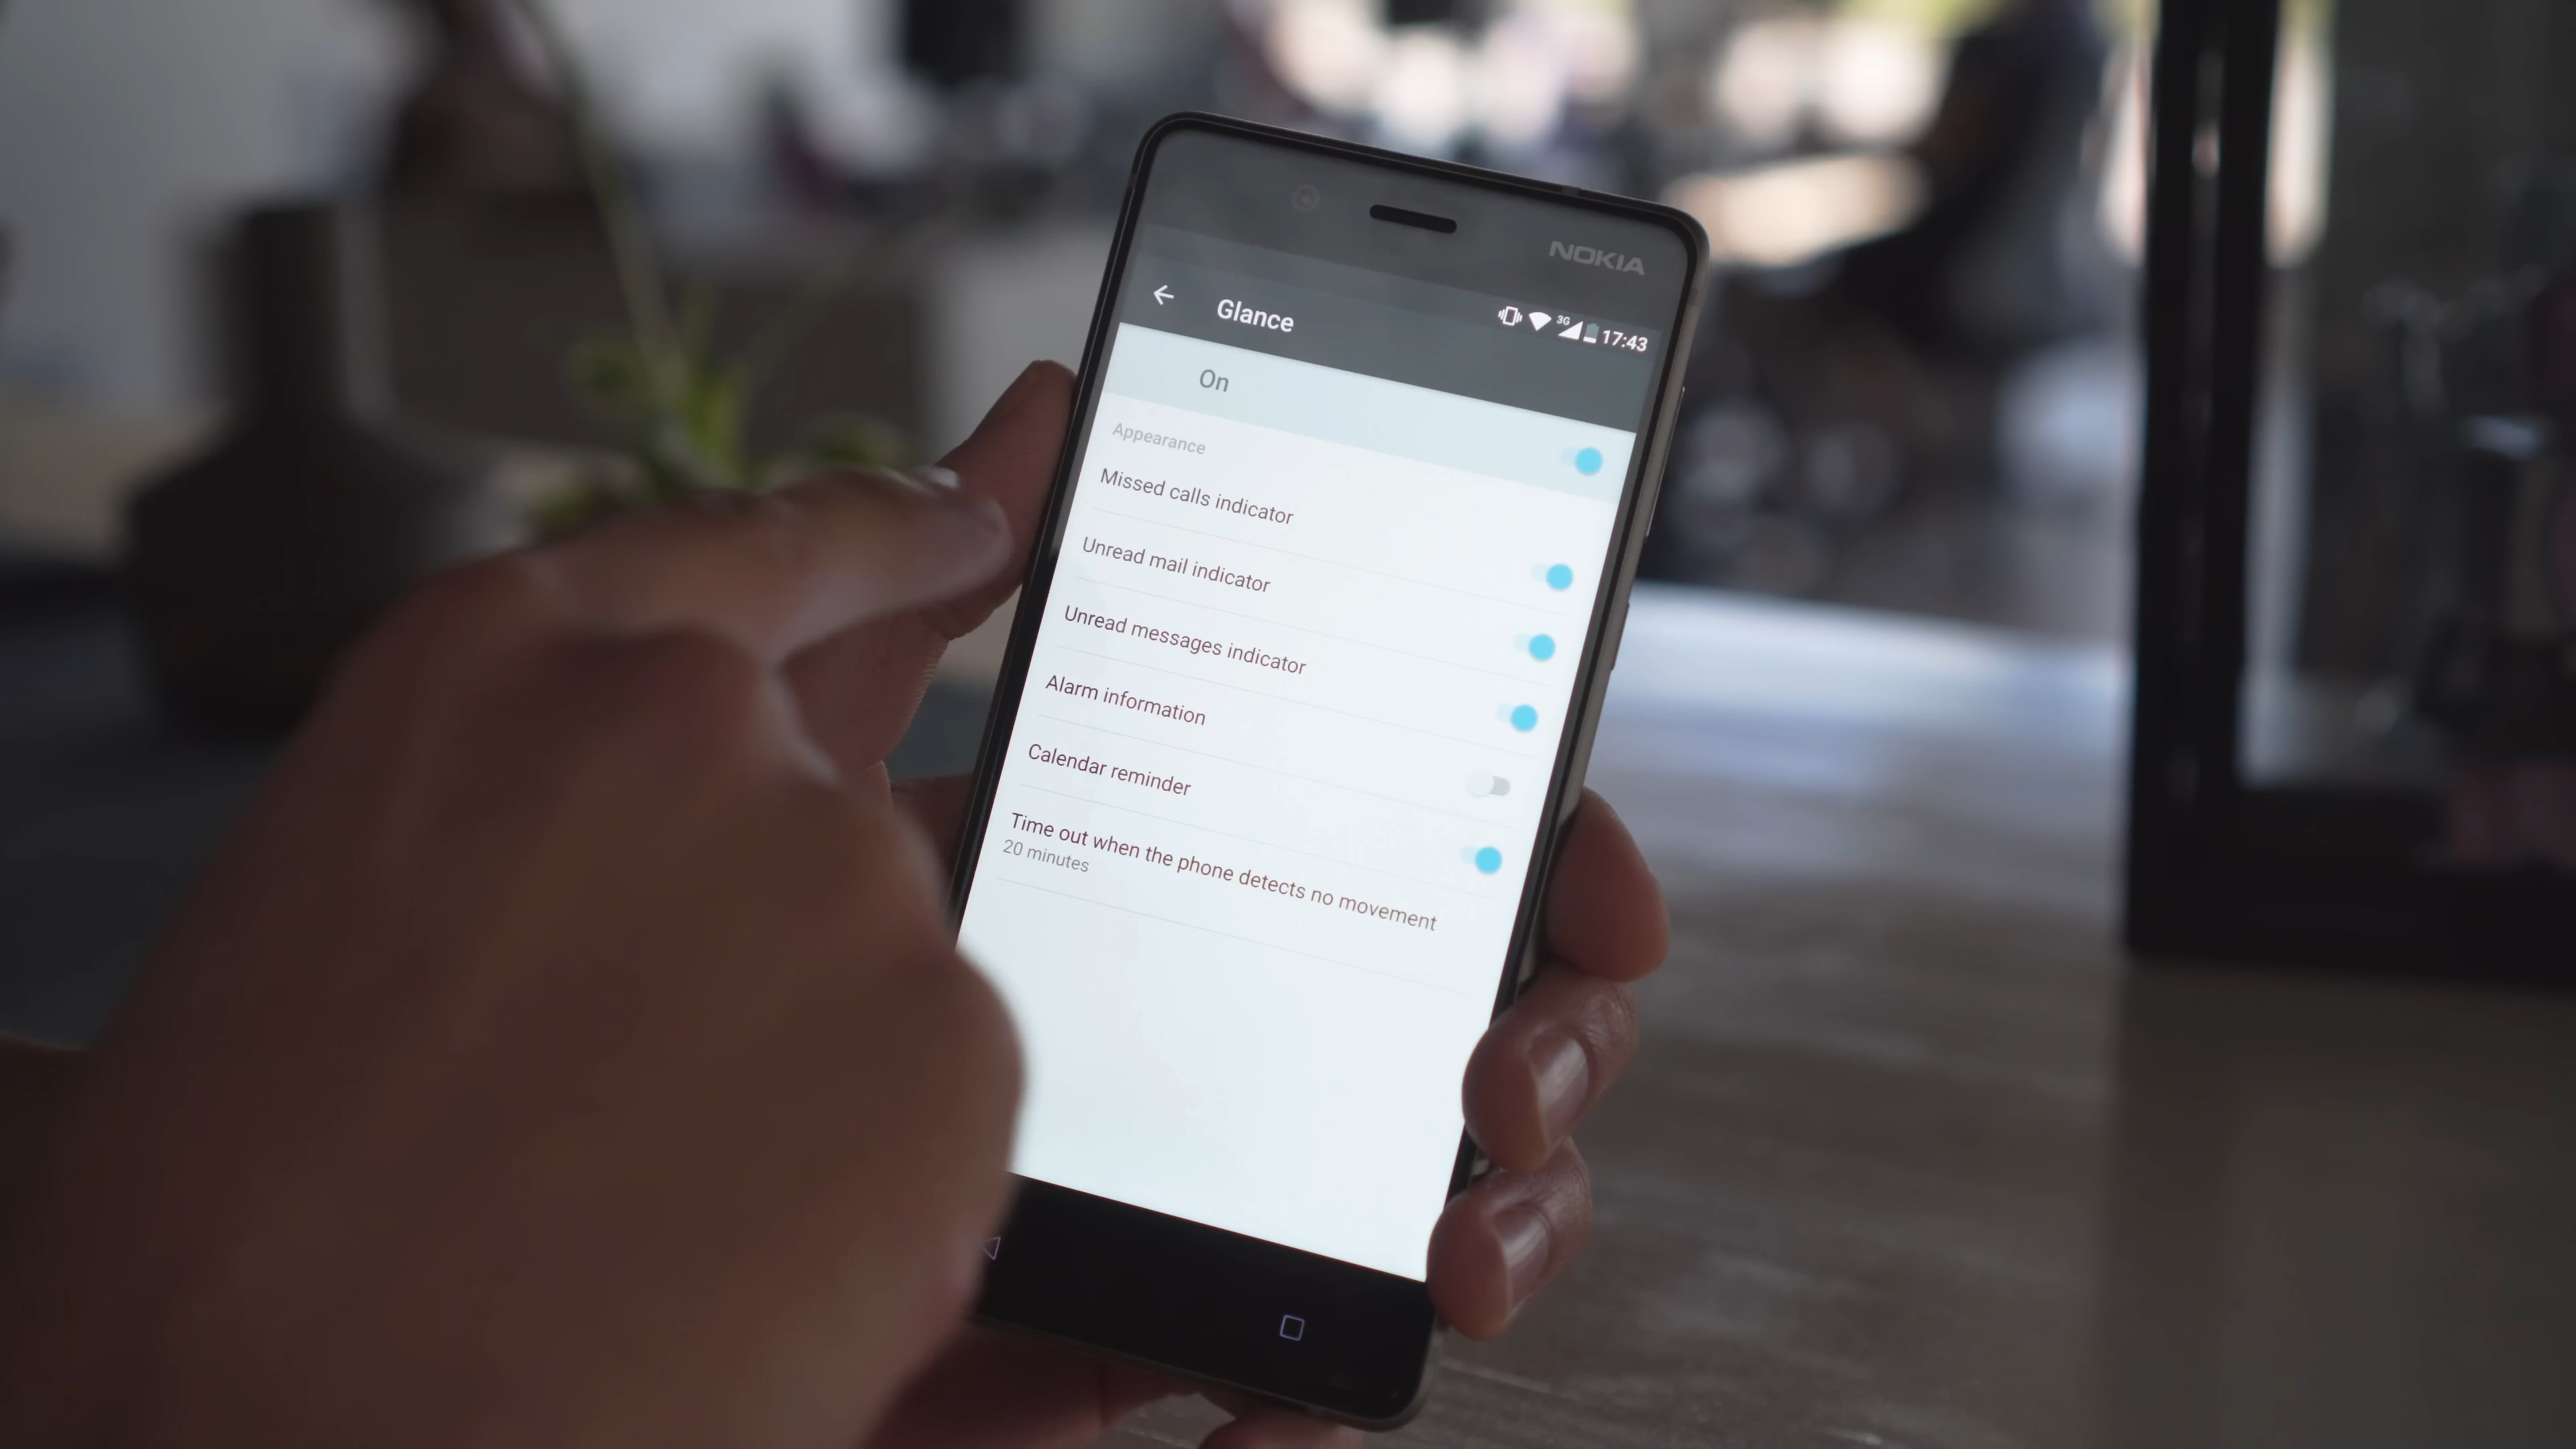 NOKIA
3G 17:43
Glance
On
Appearance
Missed calls indicator
Unread mail indicator
Unread messages indicator
Alarm information
Calendar reminder
Time out when the phone detects no movement
20 minutes